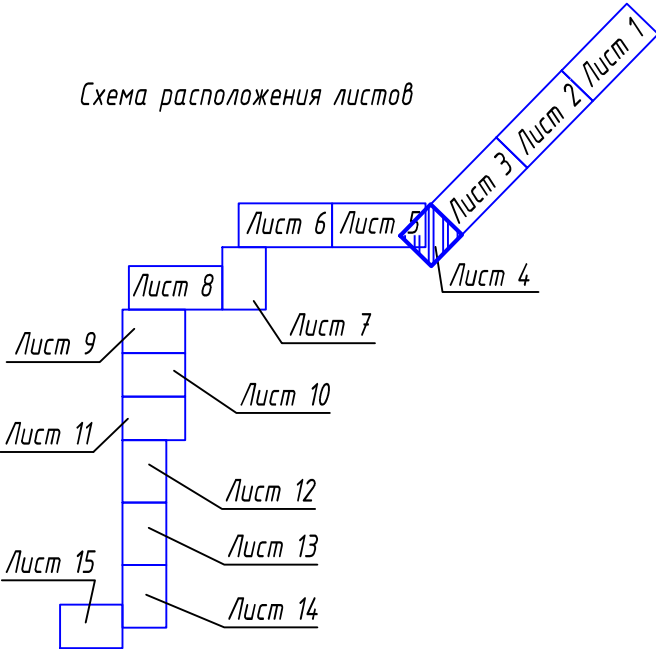 Схема расположения листов
Лист 1
Лист 2
Лист 3
Лист 4
Лист 5
Лист 6
Лист 7
Лист 8
Лист 9
Лист 10
Лист 11
Лист 12
Лист 13
Лист 14
Лист 15